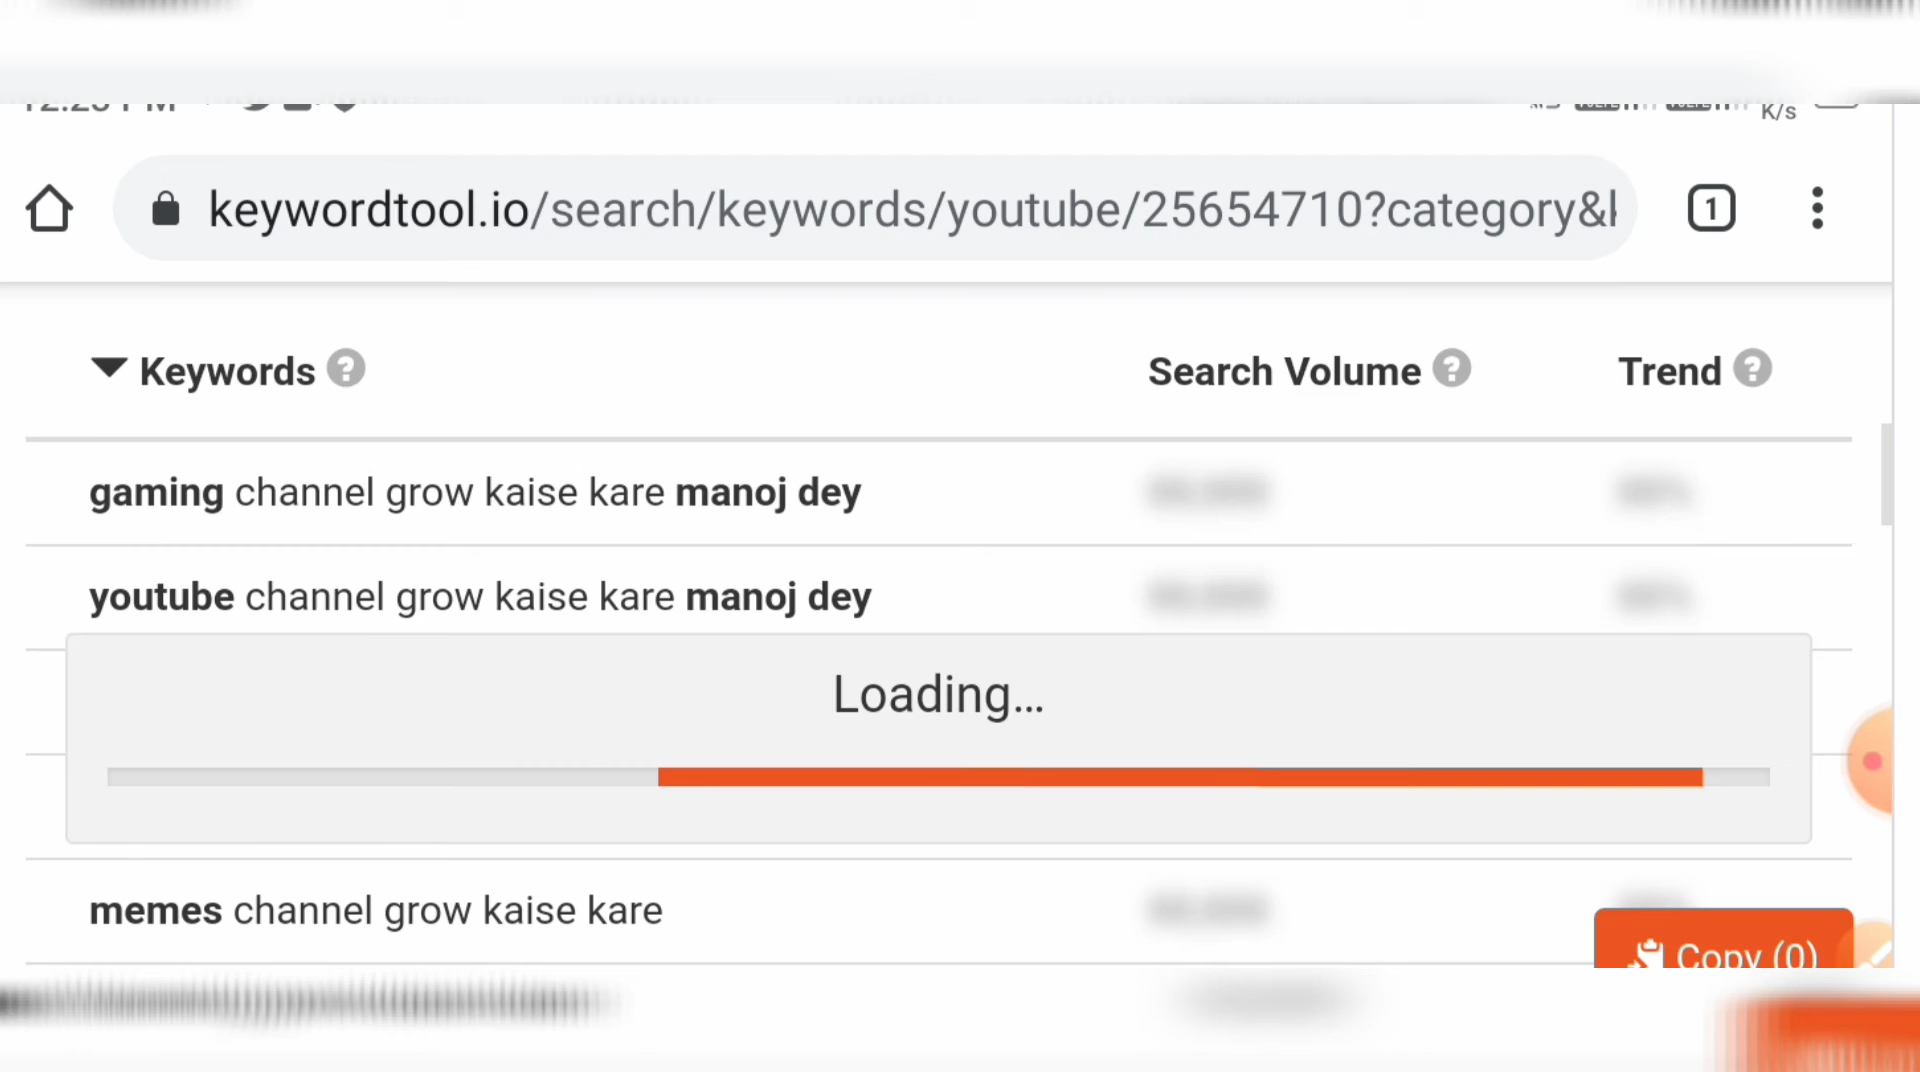 K/s
keywordtool.io/search/keywords/youtube/25654710?category&
1
Keywords ? Search Volume ? Trend ?
gaming channel grow kaise kare manoj dey
youtube channel grow kaise kare manoj dey
Loading...
memes channel grow kaise kare
Copy (0)